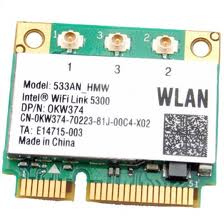 1 3 2
Model: 533AN_HMW
Intel® WiFi Link 5300
DP/N: 0KW374
CN-0KW374-70223-81J-00C4-X02
TA: E14715-003
Made in China
WLAN